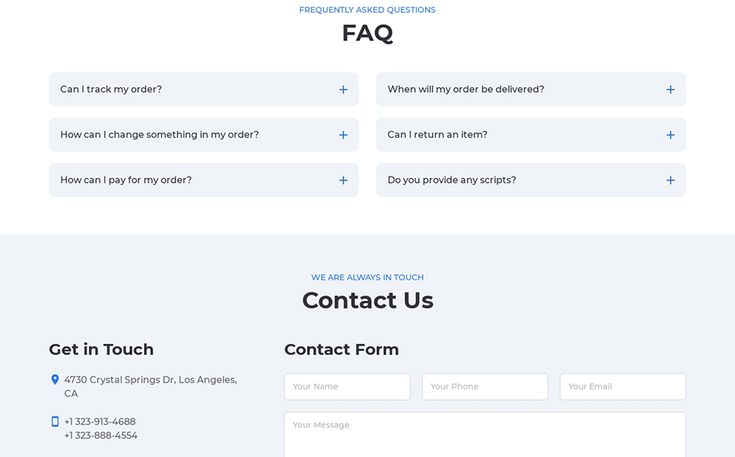 FREQUENTLY ASKED QUESTIONS
FAQ
Can I track my order?
When will my order be delivered?
How can I change something in my order?
Can I return an item?
How can I pay for my order?
Do you provide any scripts?
WE ARE ALWAYS IN TOUCH
Contact Us
Get in Touch
4730 Crystal Springs Dr, Los Angeles,
CA
+1 323-913-4688
+1 323-888-4554
Contact Form
Your Name
Your Phone
Your Email
Your Message